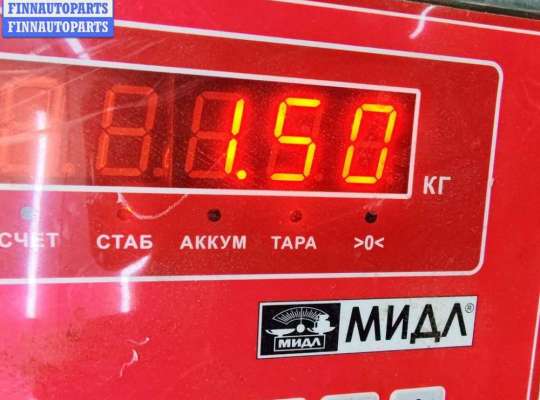 FINNAUTOPARTS
FINNAUTOPARTS
1.50
КГ
СЧЕТ СТАБ АККУМ ТАРА >0<
МИДЛ МИДЛ®